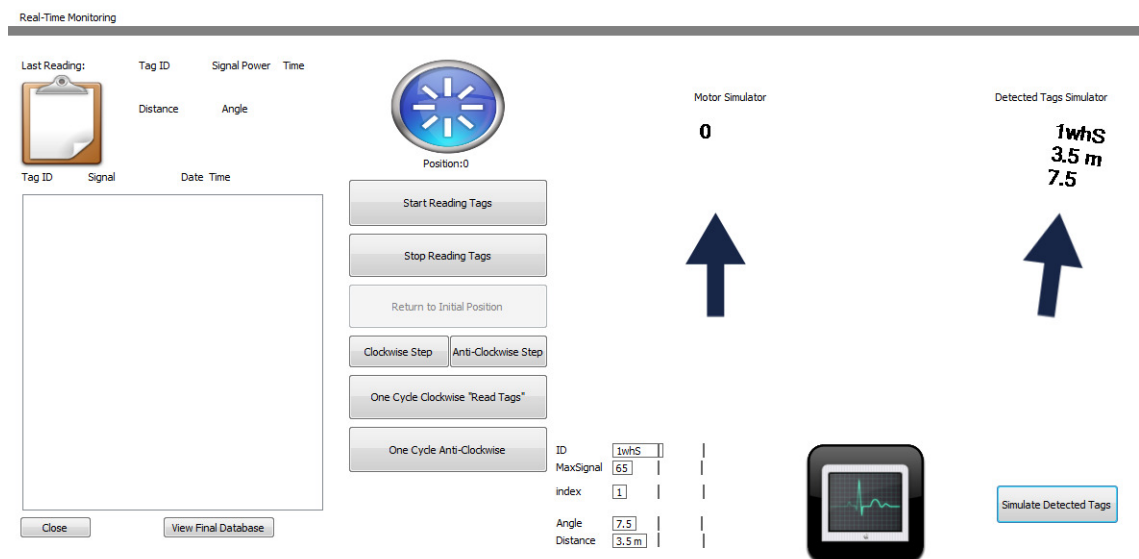 Real-Time Monitoring
Last Reading: Tag ID Signal Power Time
Distance Angle
Position:0
Tag ID Signal Date Time
Start Reading Tags
Stop Reading Tags
Return to Initial Position
Clockwise Step Anti-Clockwise Step
One Cycle Clockwise "Read Tags"
One Cycle Anti-Clockwise
Close View Final Database
Motor Simulator
0
Detected Tags Simulator
1whS
3.5 m
7.5
ID 1whS
MaxSignal 65
index 1
Angle 7.5
Distance 3.5 m
Simulate Detected Tags